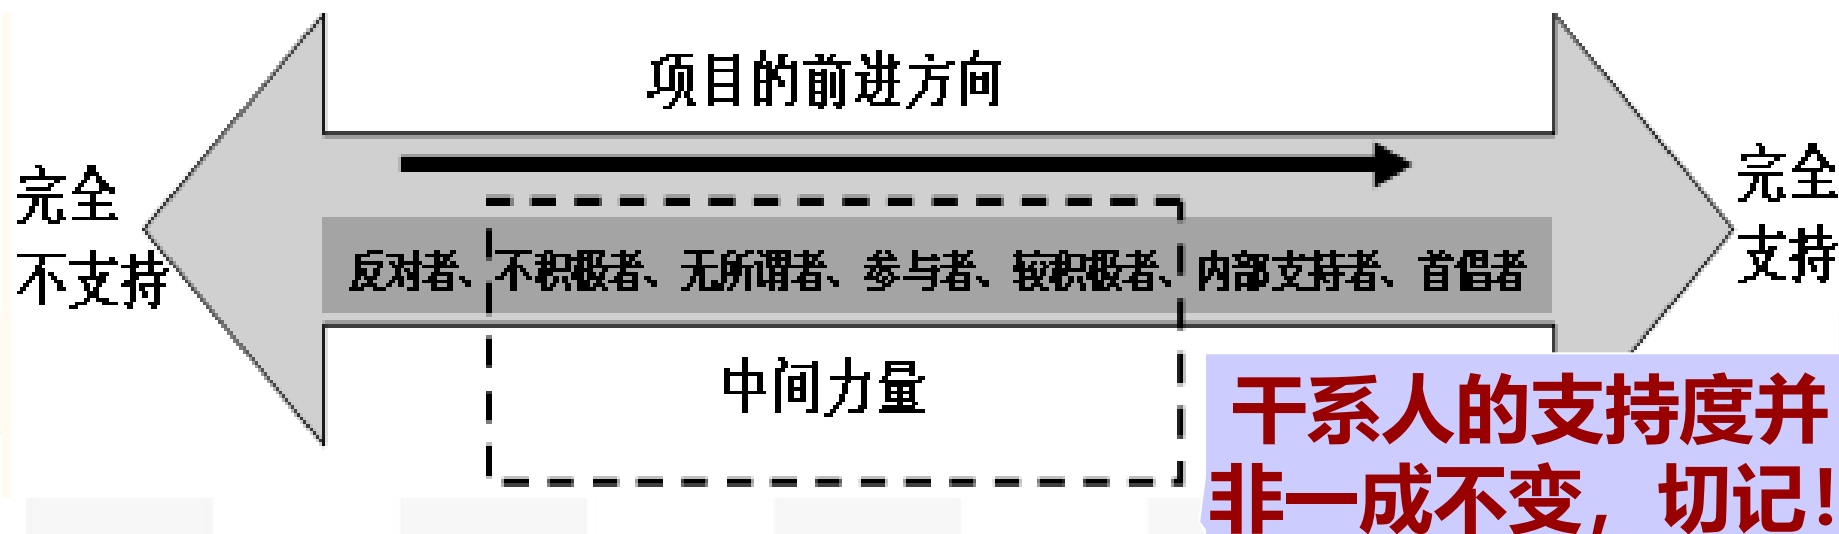 项目的前进方向
完全
不支持
反对者、不积极者、无所谓者、参与者、较积极者、内部支持者、首倡者
完全
支持
中间力量
干系人的支持度并
非一成不变，切记！